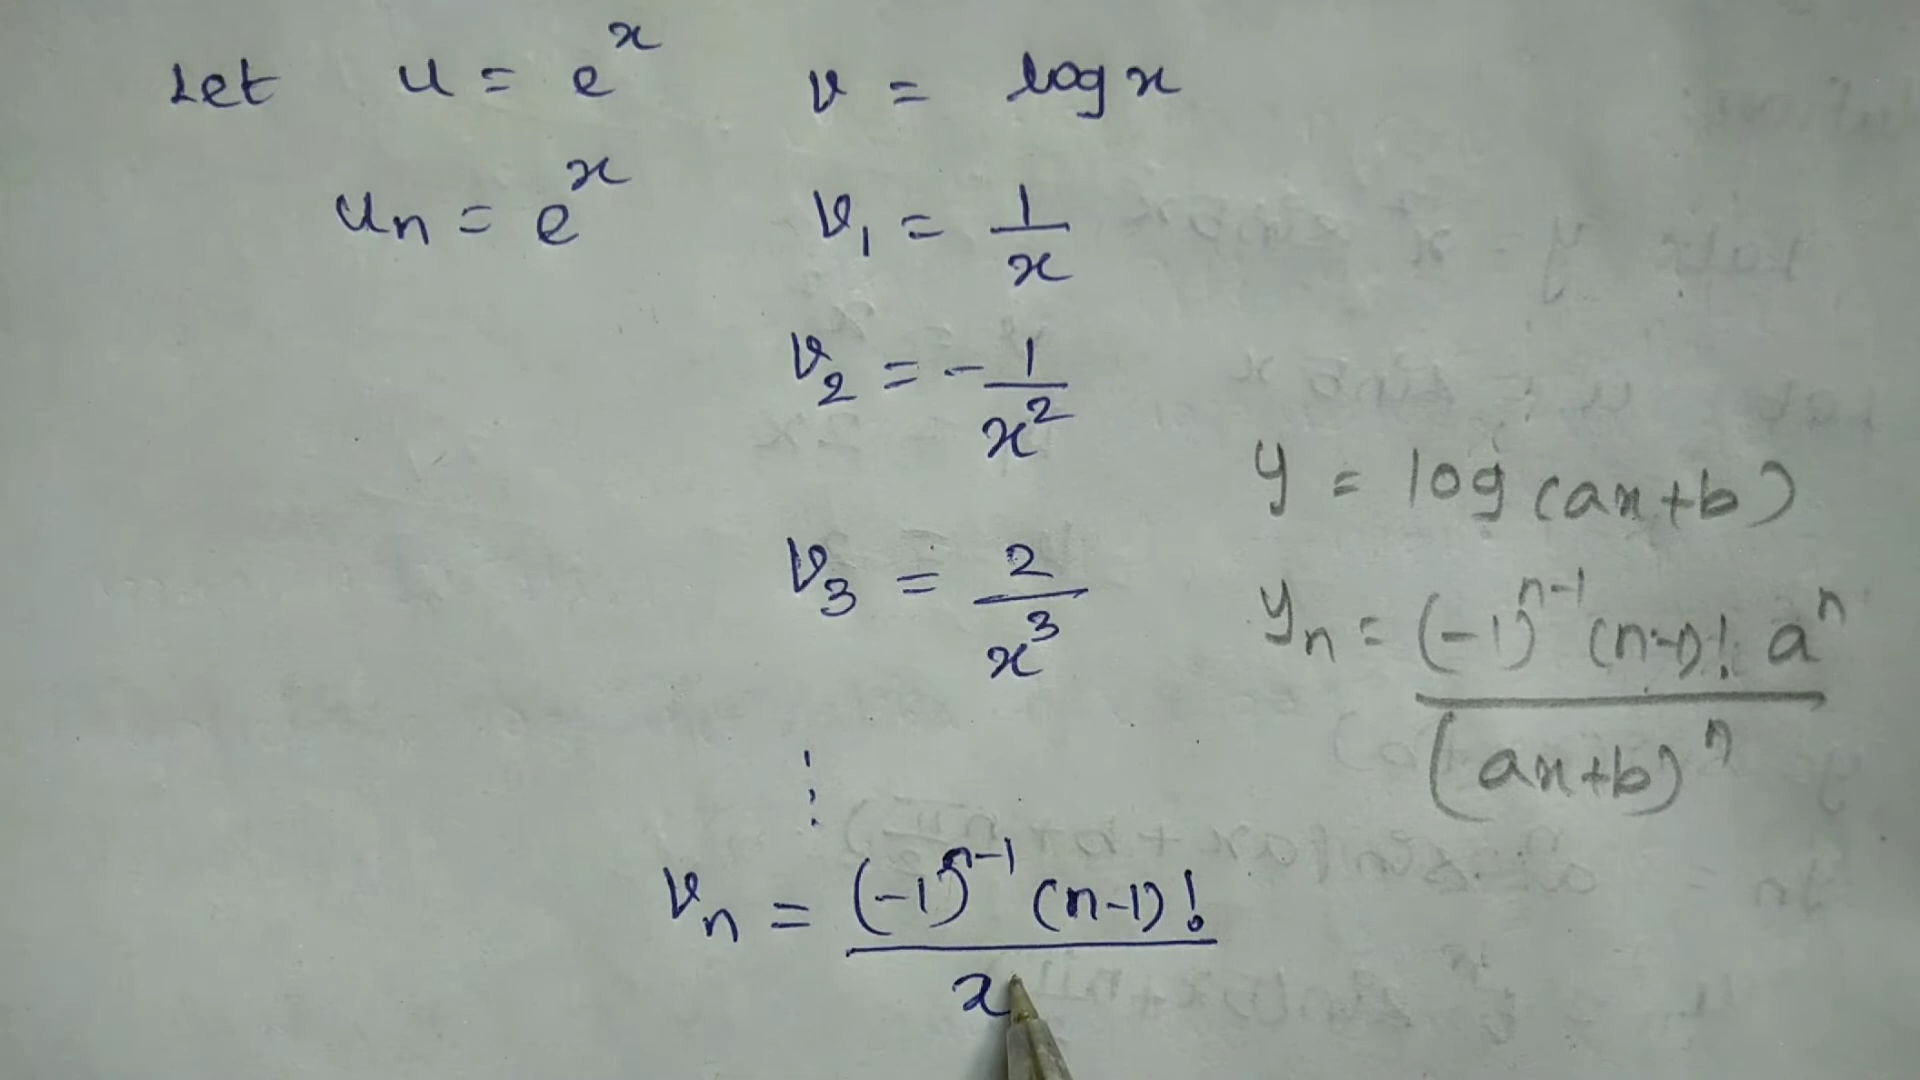 Let u = e^x v = log x
u_n = e^x v_1 = 1/x
v_2 = - 1/x^2
v_3 = 2/x^3
⋮
v_n = (-1)^{n-1} (n-1)! / x
y = log (ax+b)
y_n = (-1)^{n-1} (n-1)! a^n / (ax+b)^n